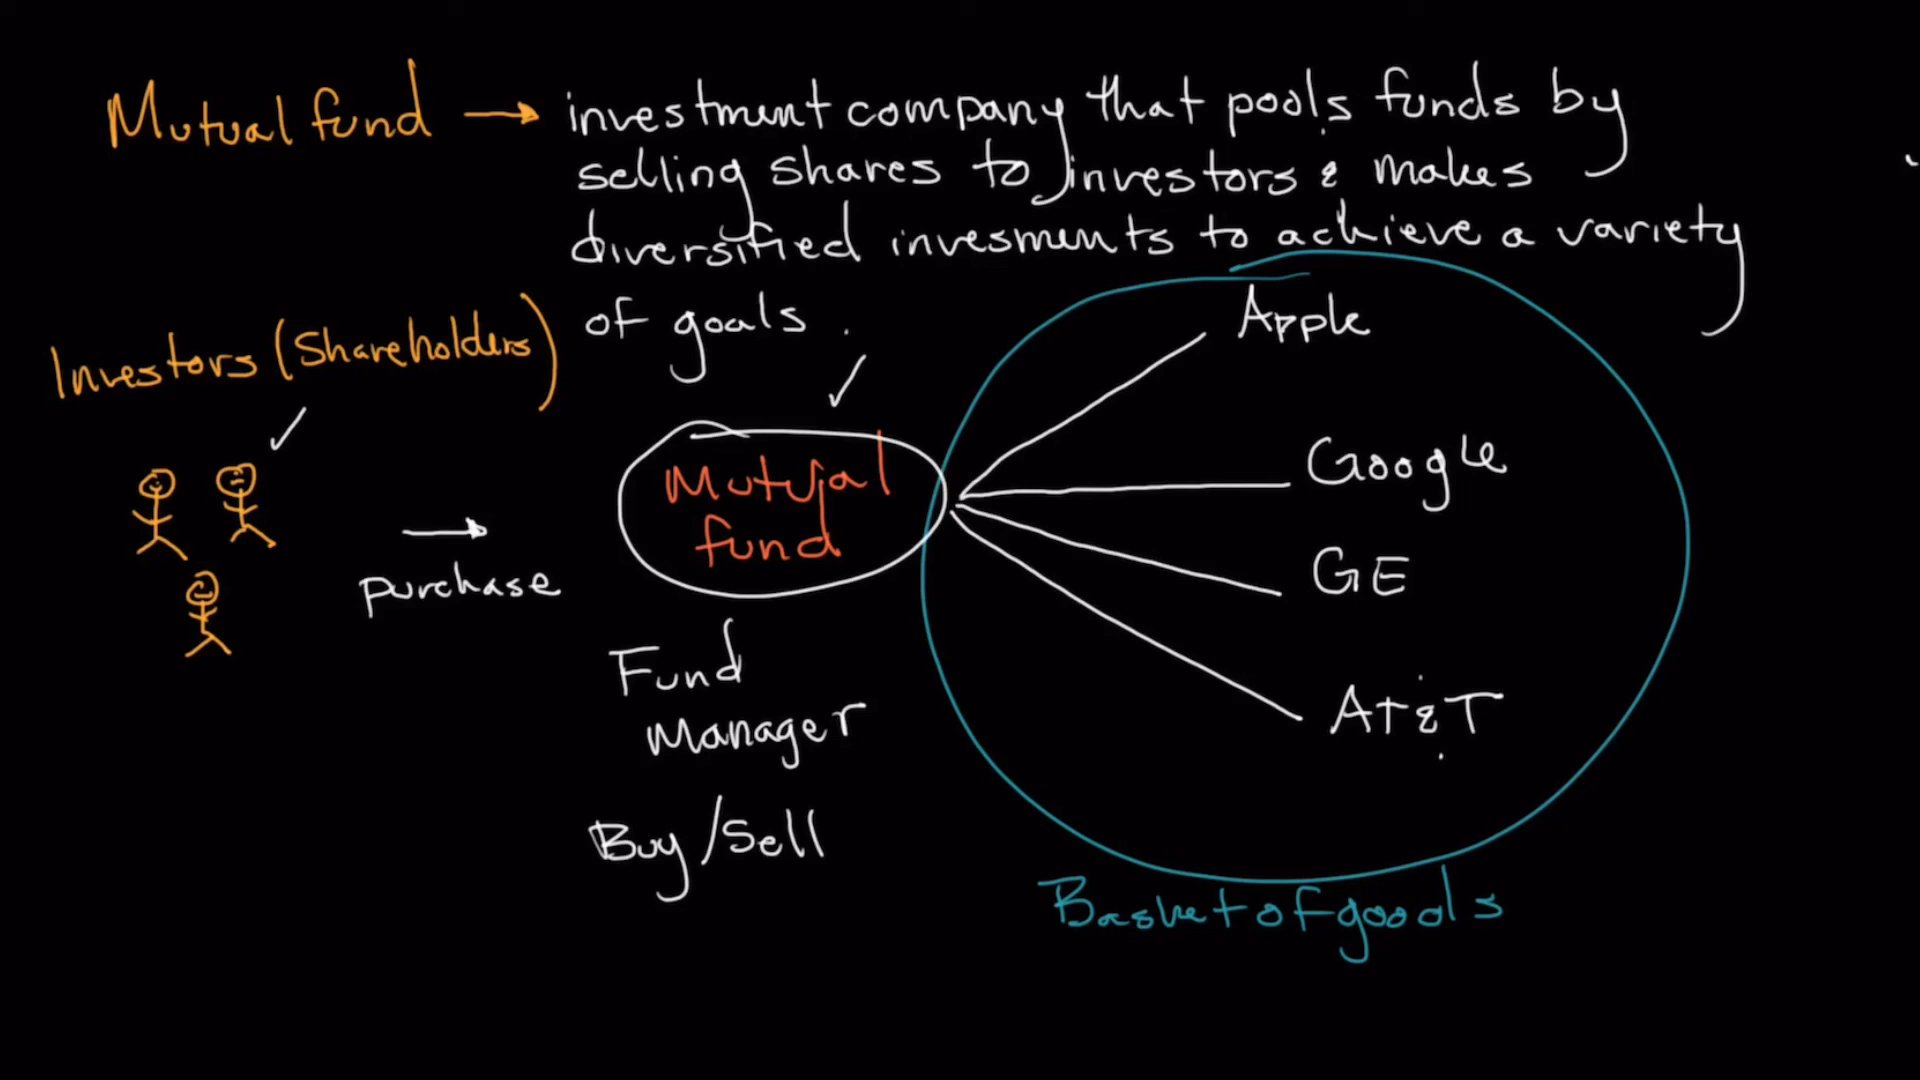 Mutual fund → investment company that pools funds by
selling shares to investors & makes
diversified invesments to achieve a variety
of goals.
Investors (Shareholders)
Mutual
fund
purchase
Fund
Manager
Buy/Sell
Apple
Google
GE
AT&T
Basket of goods